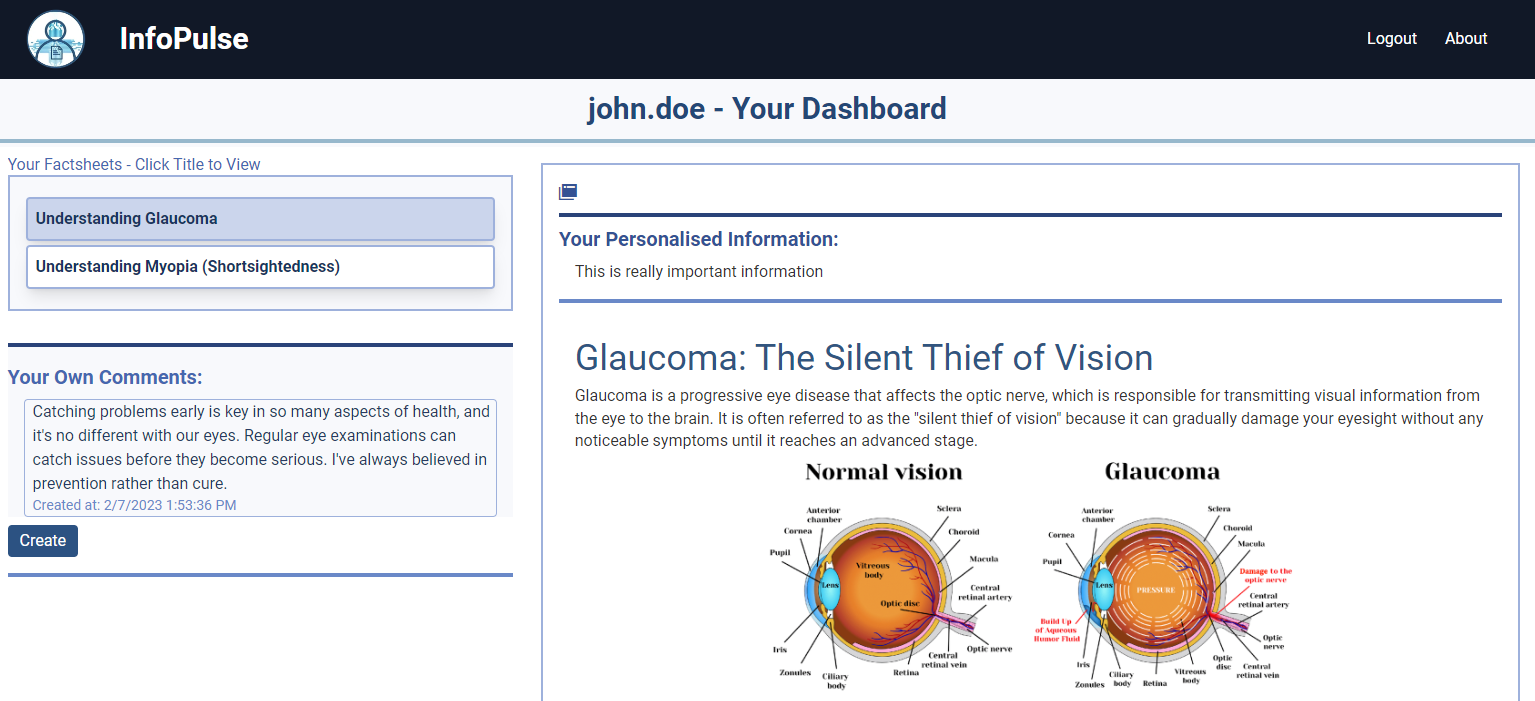 InfoPulse
Logout
About
john.doe - Your Dashboard
Your Factsheets - Click Title to View
Understanding Glaucoma
Understanding Myopia (Shortsightedness)
Your Own Comments:
Catching problems early is key in so many aspects of health, and
it's no different with our eyes. Regular eye examinations can
catch issues before they become serious. I've always believed in
prevention rather than cure.
Created at: 2/7/2023 1:53:36 PM
Create
Your Personalised Information:
This is really important information
Glaucoma: The Silent Thief of Vision
Glaucoma is a progressive eye disease that affects the optic nerve, which is responsible for transmitting visual information from
the eye to the brain. It is often referred to as the "silent thief of vision" because it can gradually damage your eyesight without any
noticeable symptoms until it reaches an advanced stage.
Normal vision
Anterior
chamber
Cornea
Pupil
Lens
Iris
Zonules
Ciliary
body
Vitreous
body
Optic disc
Sclera
Choroid
Macula
Central
retinal artery
Optic nerve
Central
retinal vein
Retina
Glaucoma
Anterior
chamber
Cornea
Pupil
Lens
Build Up
of Aqueous
Humor Fluid
Iris
Zonules
Ciliary
body
Retina
Vitreous
body
PRESSURE
Sclera
Choroid
Macula
Damage to the
optic nerve
Central
retinal artery
Optic
nerve
Optic
disc
Central
retinal vein